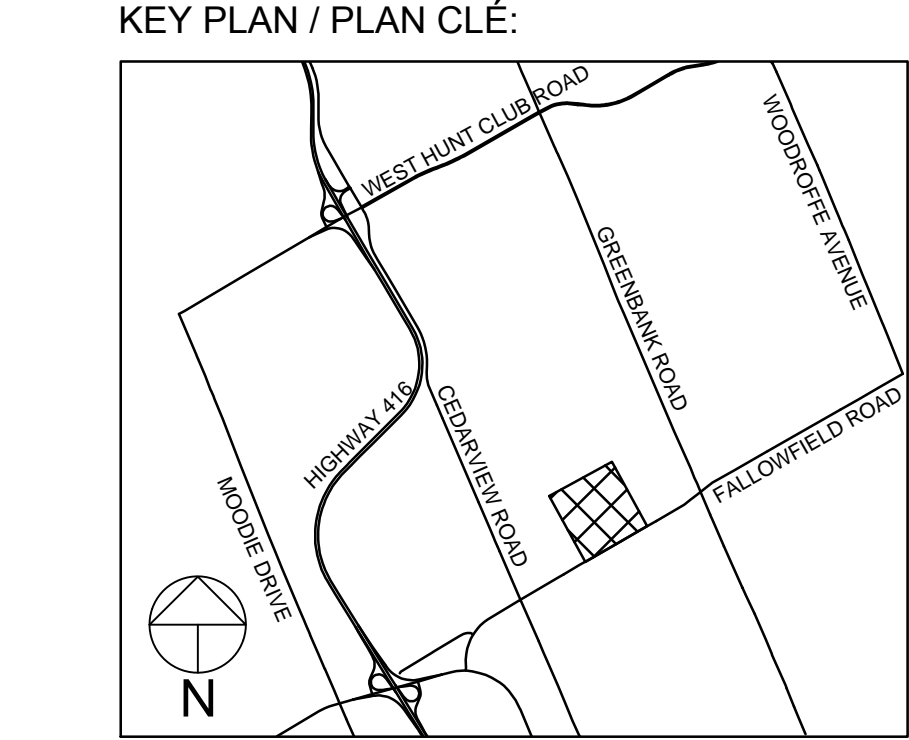 KEY PLAN / PLAN CLÉ:
WEST HUNT CLUB ROAD
WOODROFFE AVENUE
GREENBANK ROAD
HIGHWAY 416
CEDARVIEW ROAD
FALLOWFIELD ROAD
MOODIE DRIVE
N